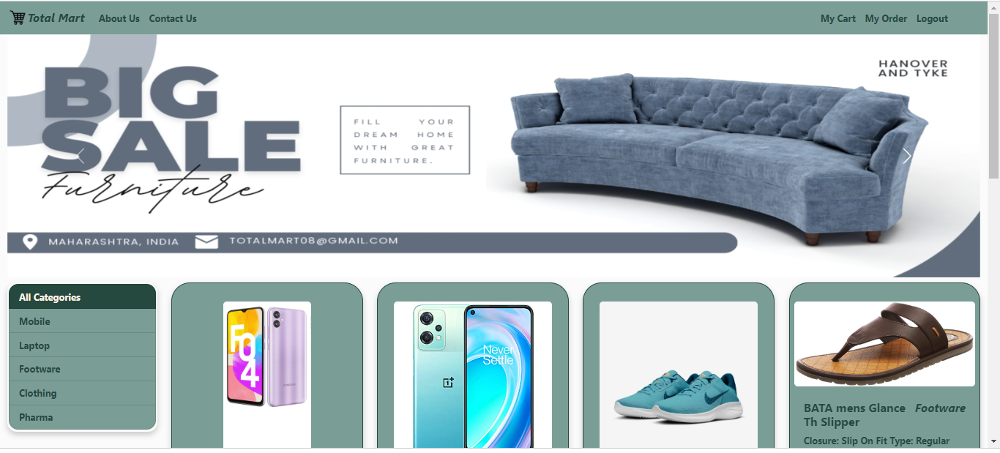 Total Mart About Us Contact Us My Cart My Order Logout
BIG
SALE
Furniture
FILL YOUR
DREAM HOME
WITH GREAT
FURNITURE.
HANOVER
AND TYKE
MAHARASHTRA, INDIA TOTALMART08@GMAIL.COM
All Categories
Mobile
Laptop
Footware
Clothing
Pharma
F04
SAMSUNG
Never
Settle
BATA mens Glance Footware
Th Slipper
Closure: Slip On Fit Type: Regular